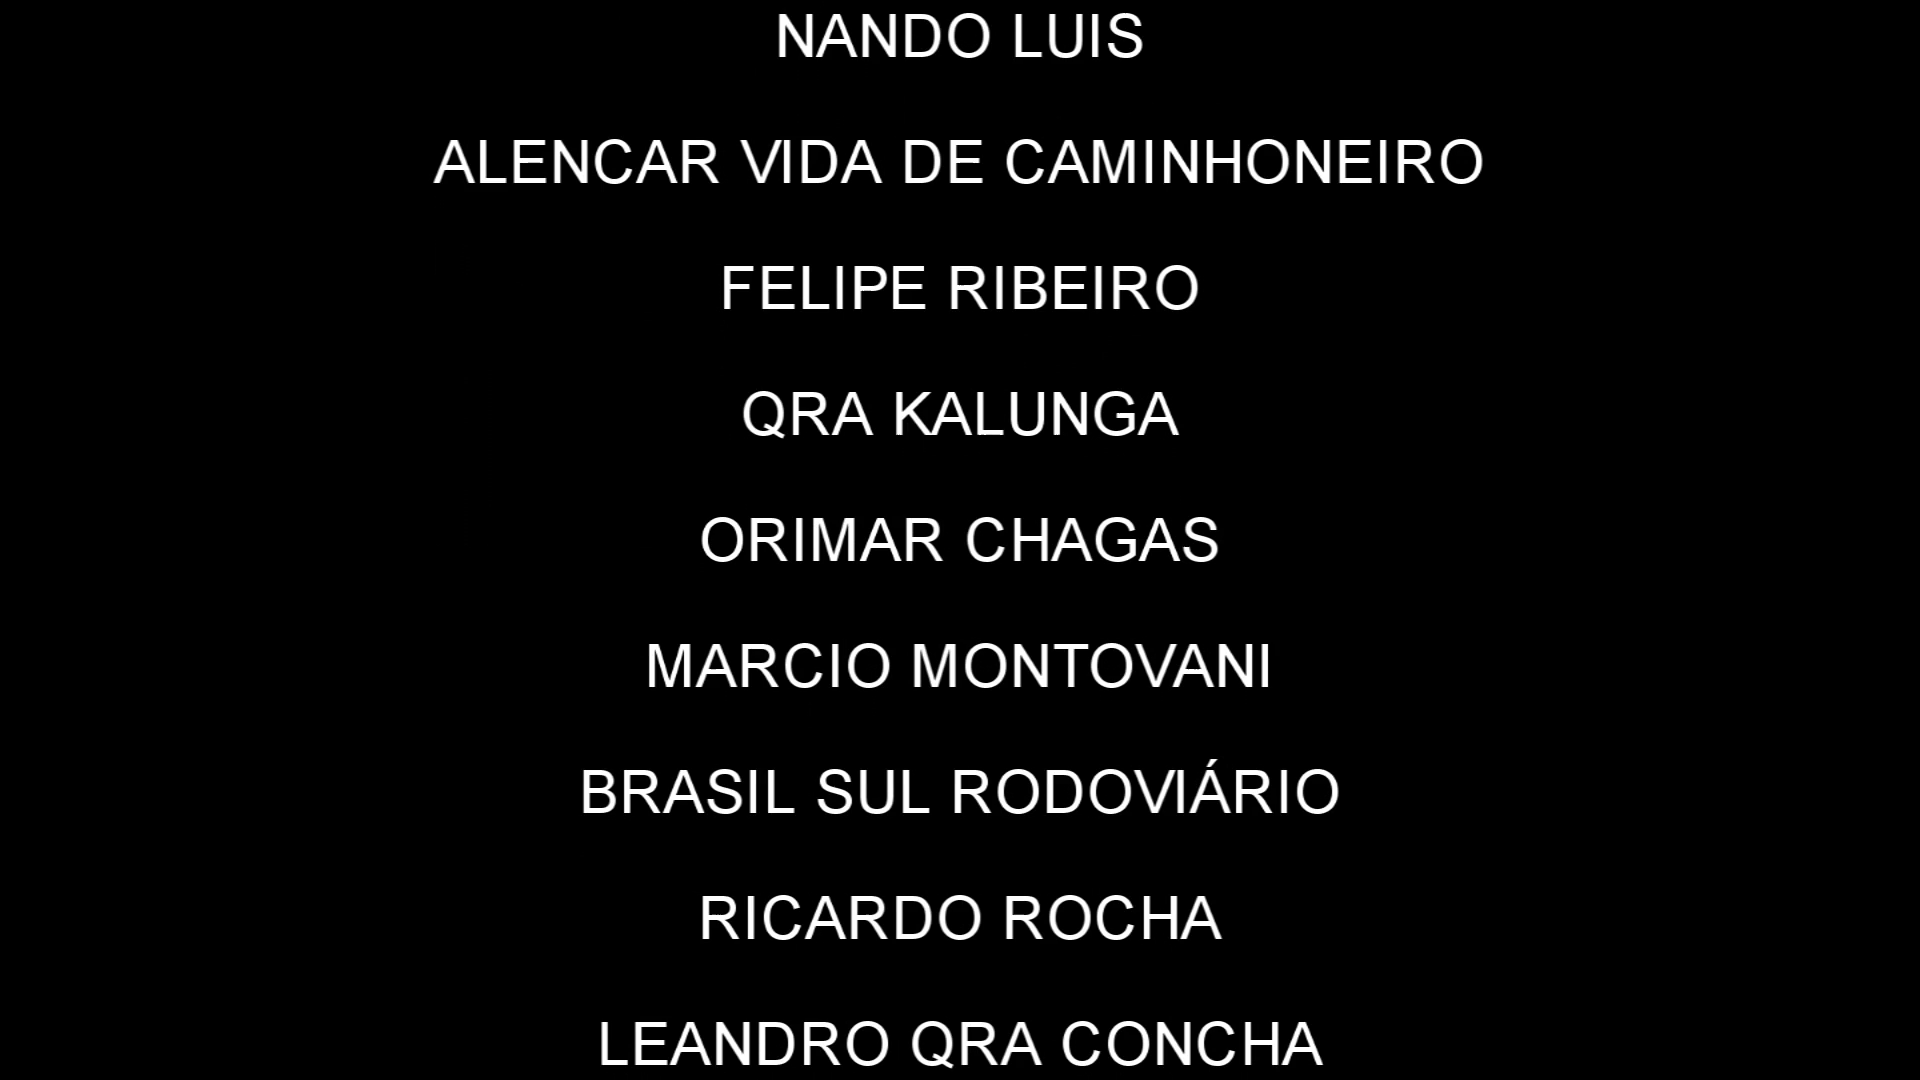 NANDO LUIS
ALENCAR VIDA DE CAMINHONEIRO
FELIPE RIBEIRO
QRA KALUNGA
ORIMAR CHAGAS
MARCIO MONTOVANI
BRASIL SUL RODOVIÁRIO
RICARDO ROCHA
LEANDRO QRA CONCHA